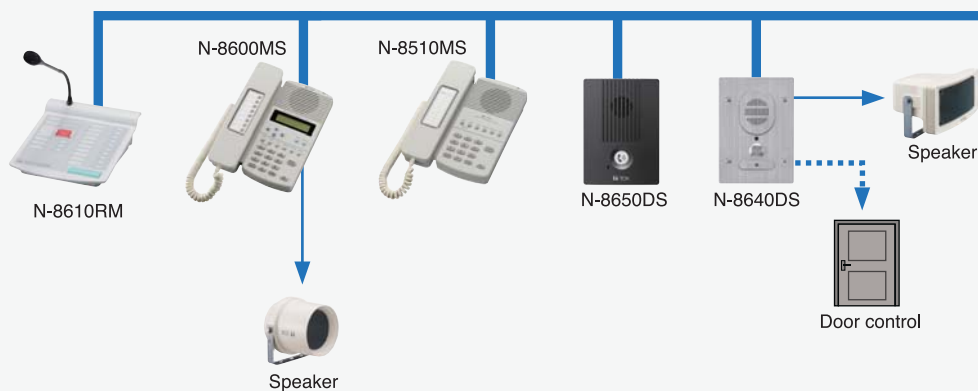 N-8600MS
N-8510MS
N-8610RM
N-8650DS
N-8640DS
Speaker
Door control
Speaker